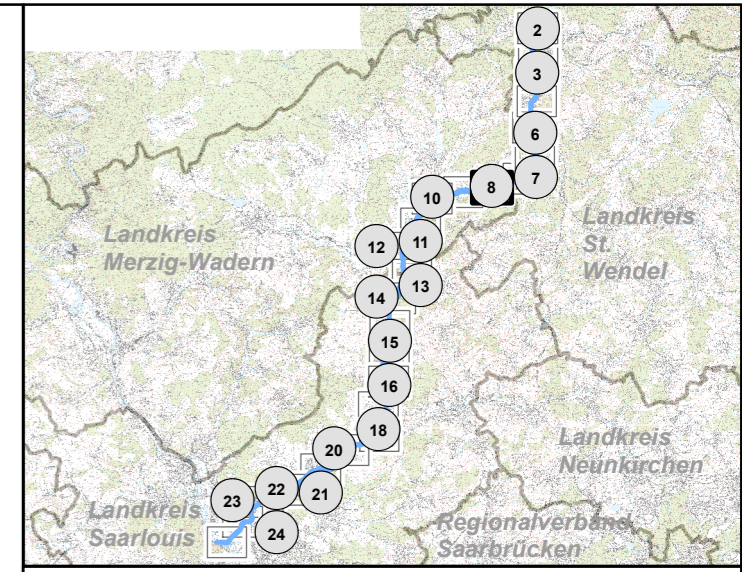 2
3
6
7
8
10
Landkreis
Merzig-Wadern
Landkreis
St.
Wendel
11
12
13
14
15
16
18
Landkreis
Neunkirchen
20
21
22
23
Landkreis
Saarlouis
24
Regionalverband
Saarbrücken